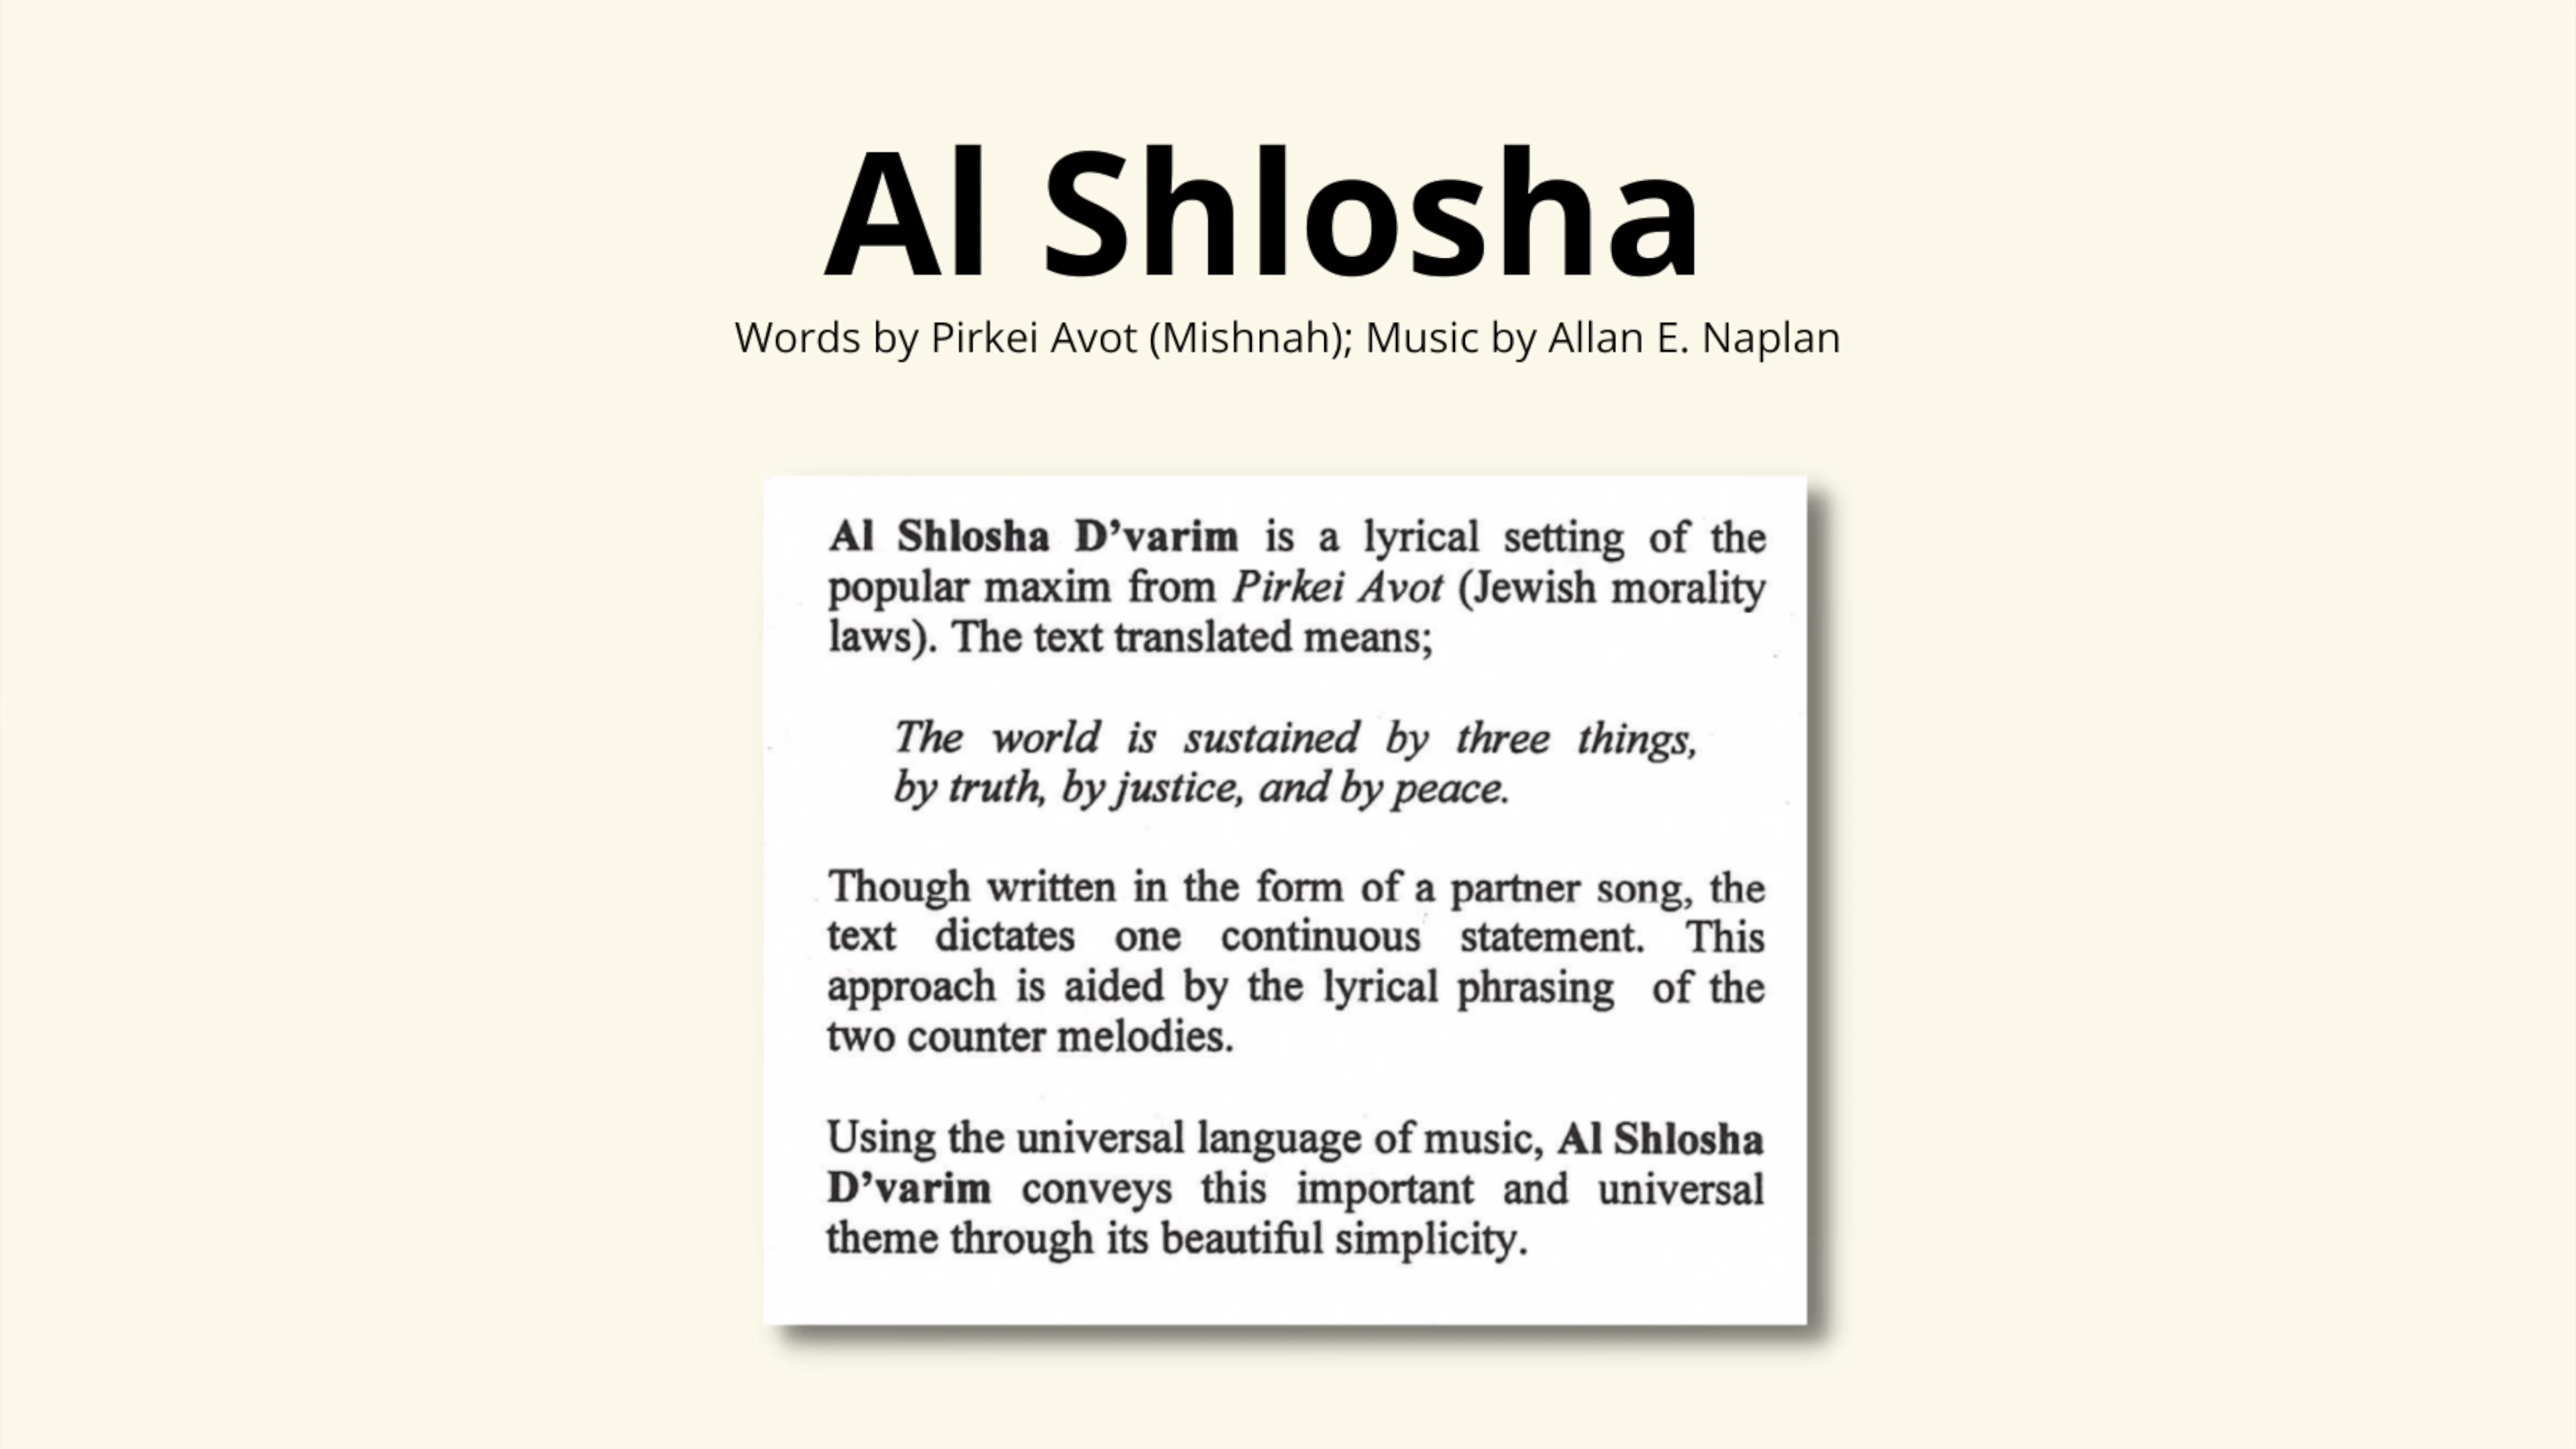 Al Shlosha
Words by Pirkei Avot (Mishnah); Music by Allan E. Naplan
Al Shlosha D’varim is a lyrical setting of the
popular maxim from Pirkei Avot (Jewish morality
laws). The text translated means;
The world is sustained by three things,
by truth, by justice, and by peace.
Though written in the form of a partner song, the
text dictates one continuous statement. This
approach is aided by the lyrical phrasing of the
two counter melodies.
Using the universal language of music, Al Shlosha
D’varim conveys this important and universal
theme through its beautiful simplicity.